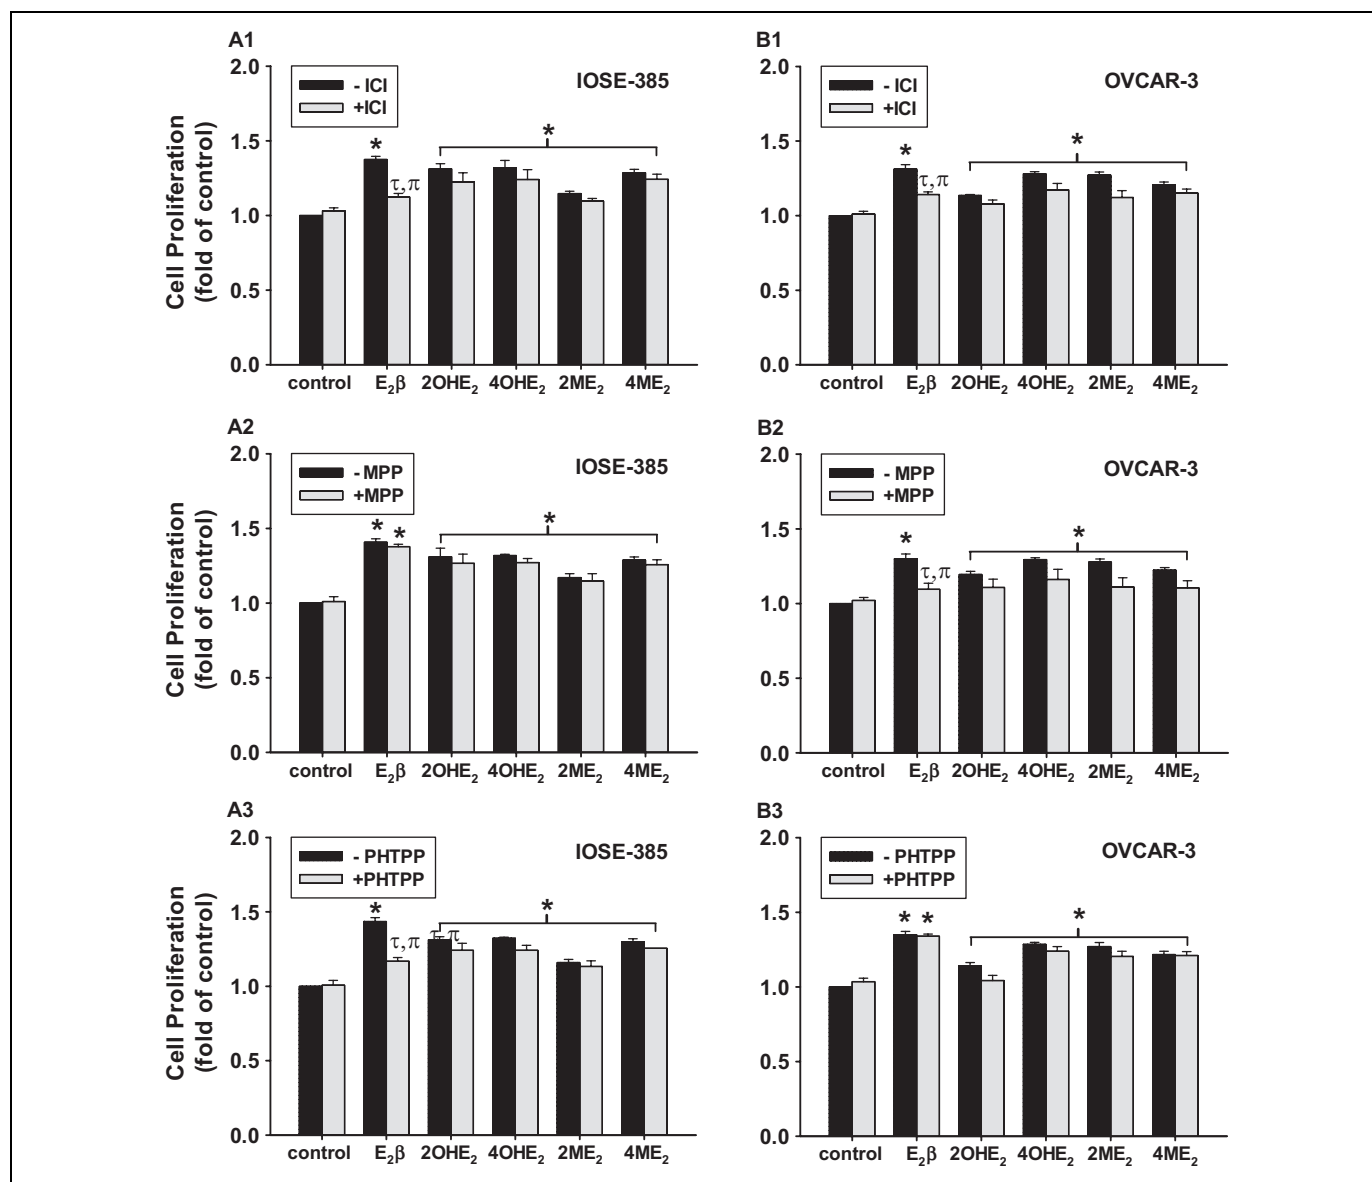 A1
IOSE-385
- ICI
+ICI
2.0
1.5
1.0
0.5
0.0
Cell Proliferation
(fold of control)
*
τ,π
*
control E₂β 2OHE₂ 4OHE₂ 2ME₂ 4ME₂
B1
OVCAR-3
- ICI
+ICI
2.0
1.5
1.0
0.5
0.0
*
τ,π
*
control E₂β 2OHE₂ 4OHE₂ 2ME₂ 4ME₂
A2
IOSE-385
- MPP
+MPP
2.0
1.5
1.0
0.5
0.0
Cell Proliferation
(fold of control)
* *
*
control E₂β 2OHE₂ 4OHE₂ 2ME₂ 4ME₂
B2
OVCAR-3
- MPP
+MPP
2.0
1.5
1.0
0.5
0.0
*
τ,π
*
control E₂β 2OHE₂ 4OHE₂ 2ME₂ 4ME₂
A3
IOSE-385
- PHTPP
+PHTPP
2.0
1.5
1.0
0.5
0.0
Cell Proliferation
(fold of control)
*
τ,π τ,π
*
control E₂β 2OHE₂ 4OHE₂ 2ME₂ 4ME₂
B3
OVCAR-3
- PHTPP
+PHTPP
2.0
1.5
1.0
0.5
0.0
* *
*
control E₂β 2OHE₂ 4OHE₂ 2ME₂ 4ME₂